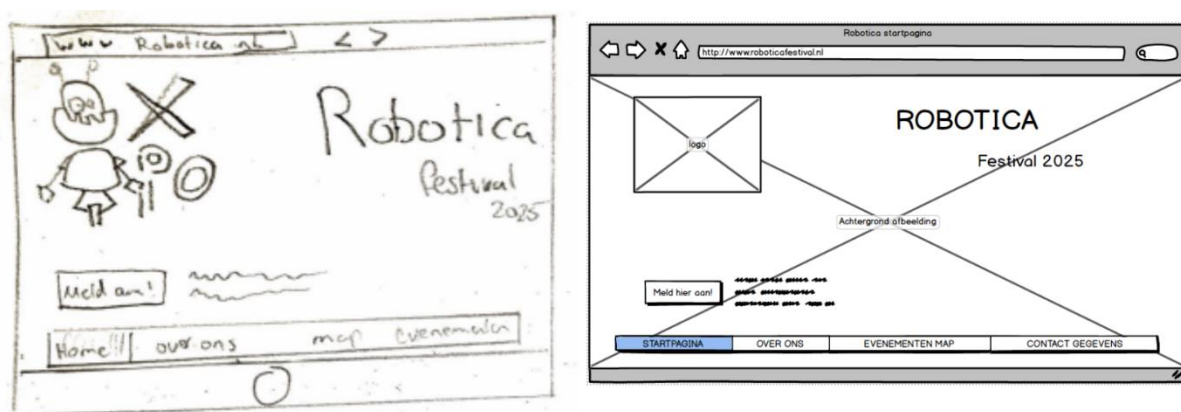 www Robotica.nl < >
Robotica
festival
2025
Meld aan!
Home!!! over ons map Evenementen
Robotica startpagina
http://www.roboticafestival.nl
logo
ROBOTICA
Festival 2025
Achtergrond afbeelding
Meld hier aan!
STARTPAGINA OVER ONS EVENEMENTEN MAP CONTACT GEGEVENS